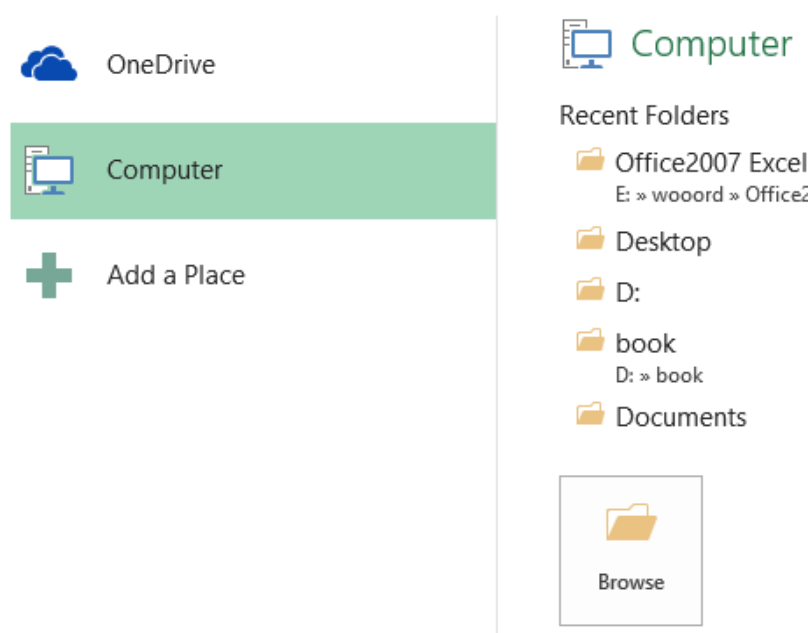 OneDrive
Computer
Add a Place
Computer
Recent Folders
Office2007 Excel
E: » wooord » Office2
Desktop
D:
book
D: » book
Documents
Browse